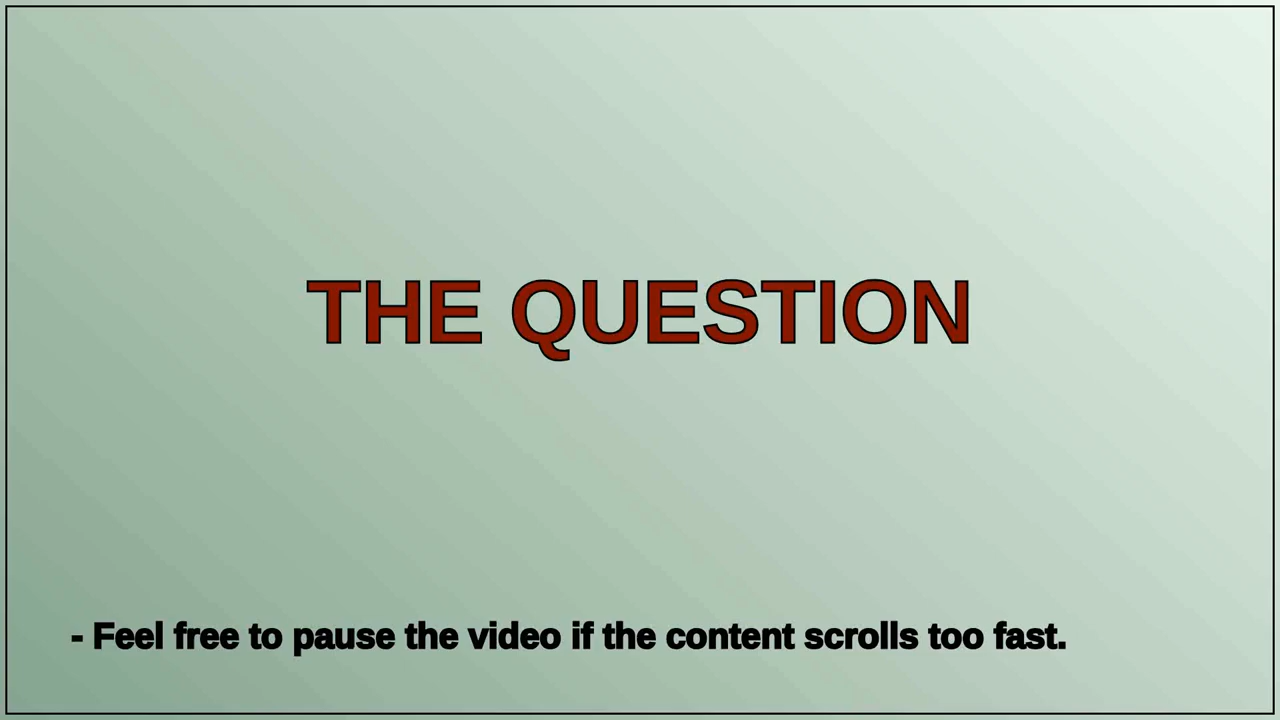 THE QUESTION
- Feel free to pause the video if the content scrolls too fast.